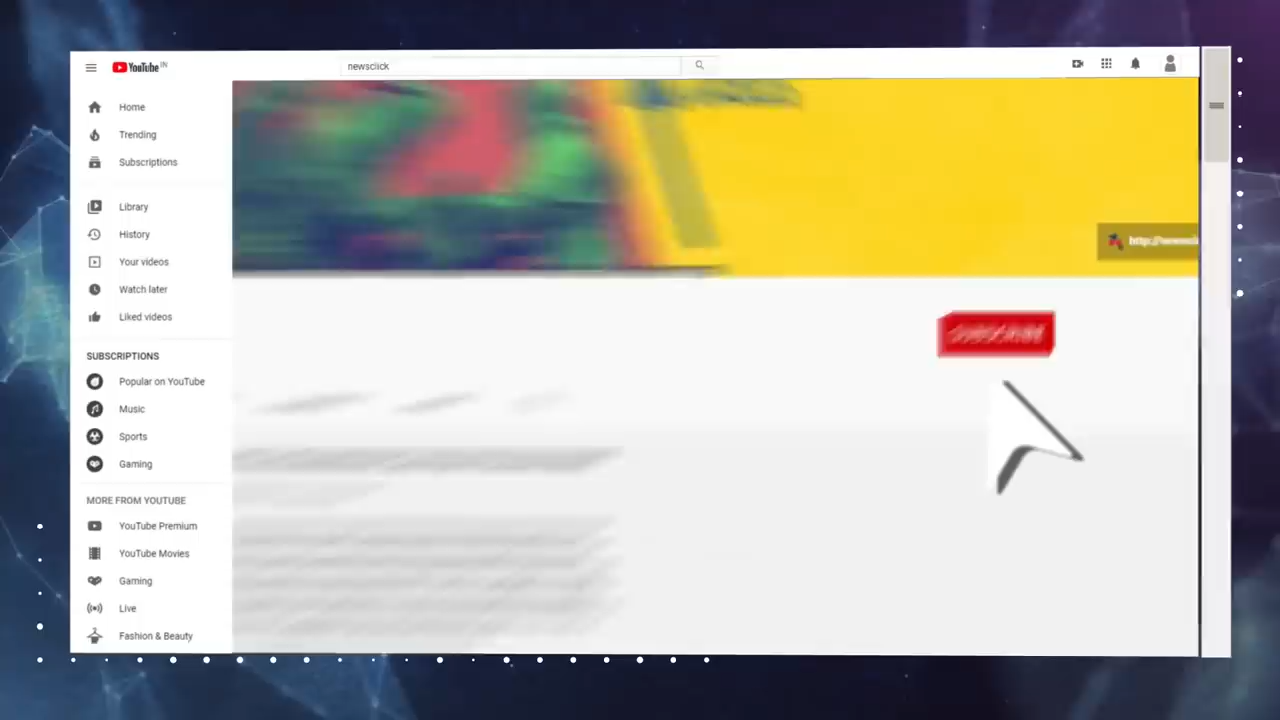 YouTube IN
newsclick
Home
Trending
Subscriptions
Library
History
Your videos
Watch later
Liked videos
SUBSCRIPTIONS
Popular on YouTube
Music
Sports
Gaming
MORE FROM YOUTUBE
YouTube Premium
YouTube Movies
Gaming
Live
Fashion & Beauty
SUBSCRIBE